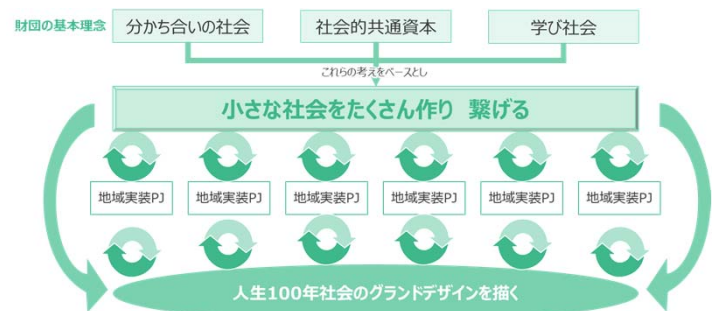 財団の基本理念
分かち合いの社会
社会的共通資本
学び社会
これらの考えをベースとし
小さな社会をたくさん作り 繋げる
地域実装PJ
地域実装PJ
地域実装PJ
地域実装PJ
地域実装PJ
地域実装PJ
人生100年社会のグランドデザインを描く